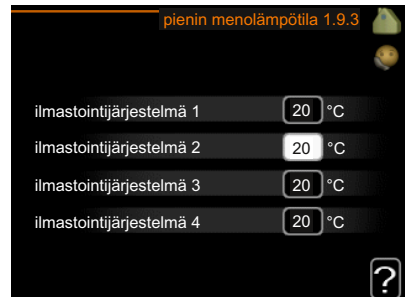 pienin menolämpötila 1.9.3
ilmastointijärjestelmä 1 20 °C
ilmastointijärjestelmä 2 20 °C
ilmastointijärjestelmä 3 20 °C
ilmastointijärjestelmä 4 20 °C
?